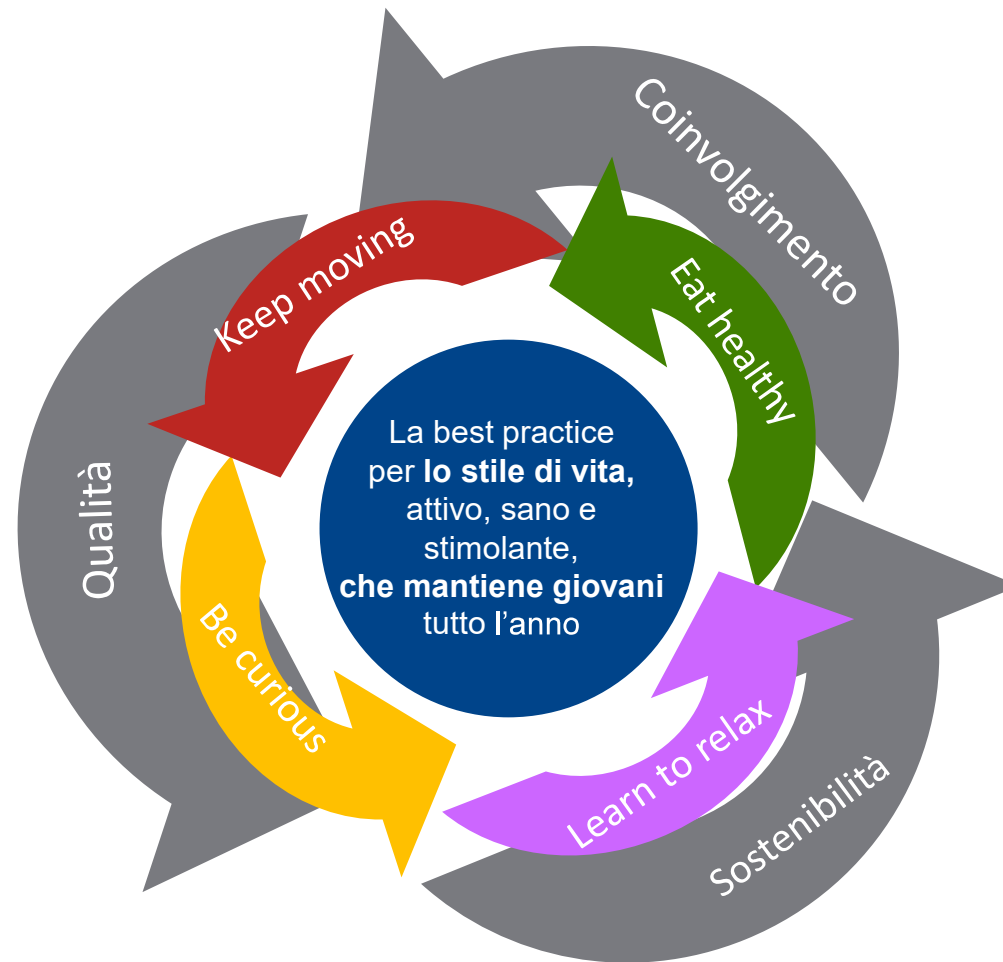 Coinvolgimento
Keep moving
Eat healthy
La best practice
per lo stile di vita,
attivo, sano e
stimolante,
che mantiene giovani
tutto l’anno
Qualità
Be curious
Learn to relax
Sostenibilità